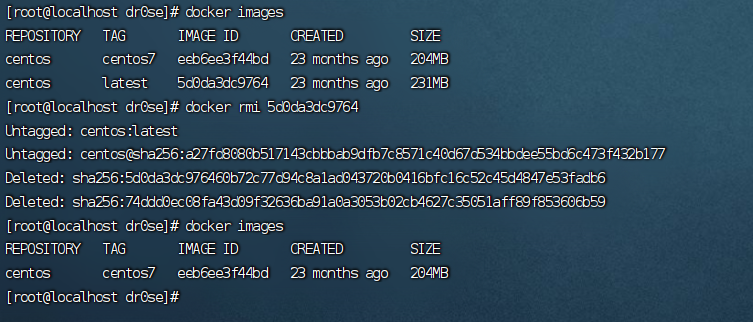 [root@localhost dr0se]# docker images
REPOSITORY TAG IMAGE ID CREATED SIZE
centos centos7 eeb6ee3f44bd 23 months ago 204MB
centos latest 5d0da3dc9764 23 months ago 231MB
[root@localhost dr0se]# docker rmi 5d0da3dc9764
Untagged: centos:latest
Untagged: centos@sha256:a27fd8080b517143cbbbab9dfb7c8571c40d67d534bbdee55bd6c473f432b177
Deleted: sha256:5d0da3dc976460b72c77d94c8a1ad043720b0416bfc16c52c45d4847e53fadb6
Deleted: sha256:74ddd0ec08fa43d09f32636ba91a0a3053b02cb4627c35051aff89f853606b59
[root@localhost dr0se]# docker images
REPOSITORY TAG IMAGE ID CREATED SIZE
centos centos7 eeb6ee3f44bd 23 months ago 204MB
[root@localhost dr0se]#